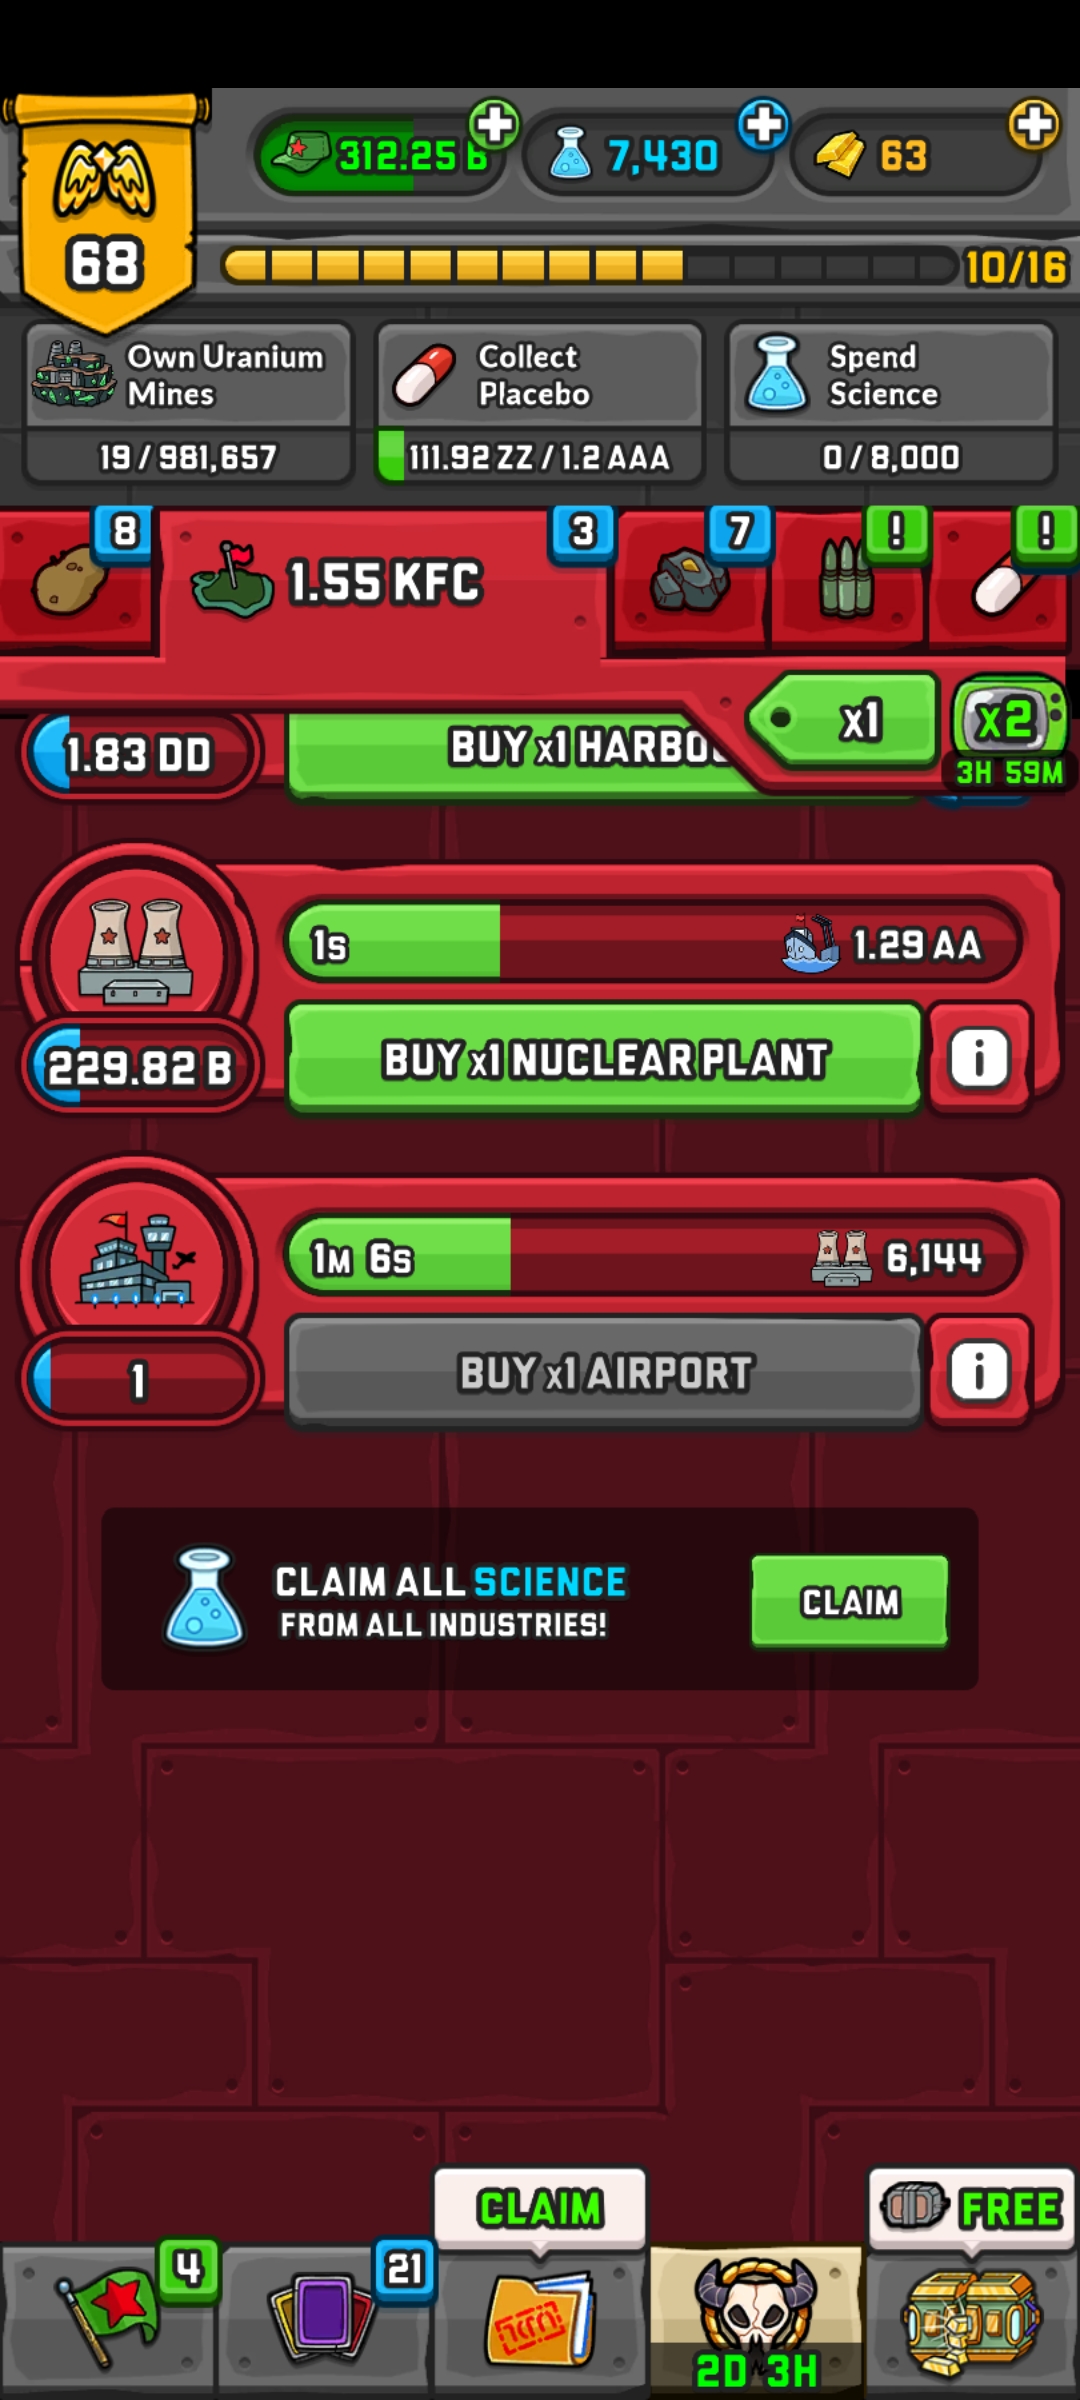 312.25 B
7,430
63
68
10/16
Own Uranium
Mines
19 / 981,657
Collect
Placebo
111.92 ZZ / 1.2 AAA
Spend
Science
0 / 8,000
8
1.55 KFC
3
7
!
!
x1
x2
3H 59M
1.83 DD
BUY x1 HARBO
1s
1.29 AA
229.82 B
BUY x1 NUCLEAR PLANT
i
1M 6s
6,144
1
BUY x1 AIRPORT
i
CLAIM ALL SCIENCE
FROM ALL INDUSTRIES!
CLAIM
CLAIM
FREE
4
21
2D 3H